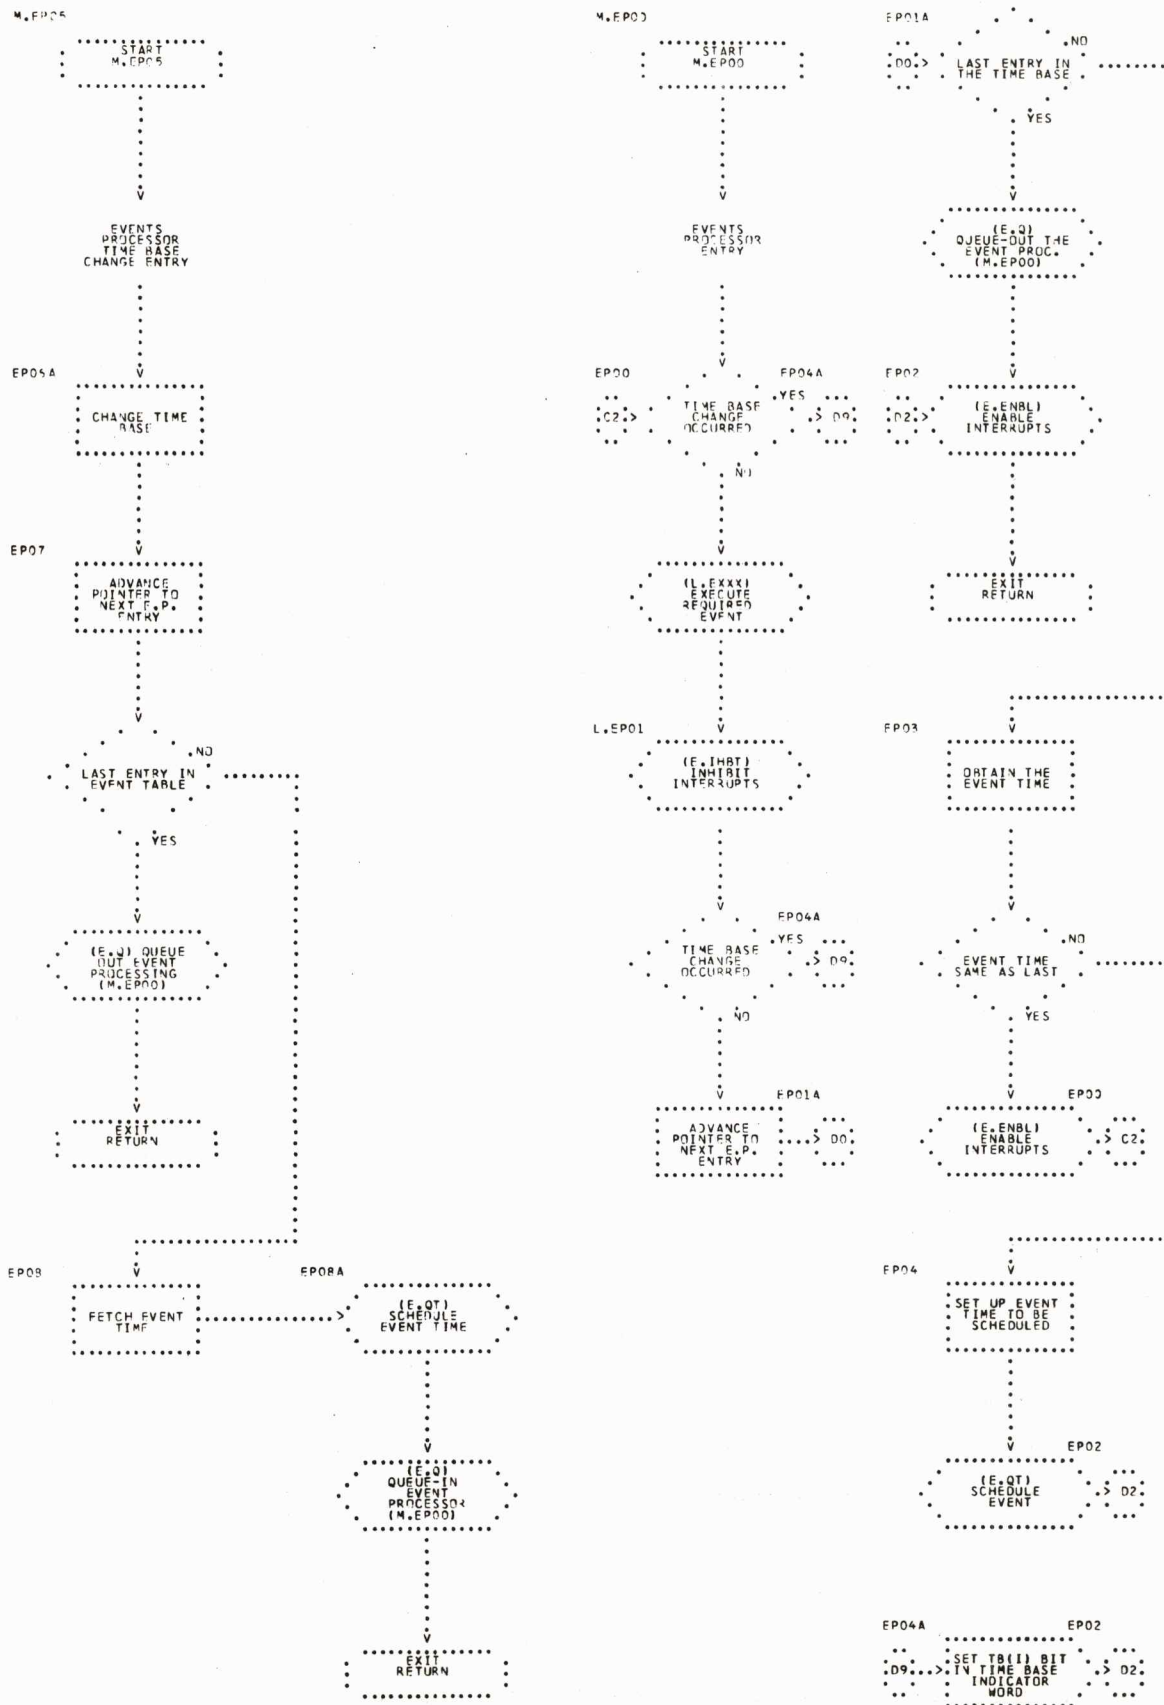 M.EP05
START
M.EP05
EVENTS
PROCESSOR
TIME BASE
CHANGE ENTRY
EP05A
CHANGE TIME
BASE
EP07
ADVANCE
POINTER TO
NEXT E.P.
ENTRY
LAST ENTRY IN
EVENT TABLE
NO
YES
(E.Q) QUEUE
OUT EVENT
PROCESSING
(M.EP00)
EXIT
RETURN
EP08
FETCH EVENT
TIME
EP08A
(E.QT)
SCHEDULE
EVENT TIME
(E.Q)
QUEUE-IN
EVENT
PROCESSOR
(M.EP00)
EXIT
RETURN
M.EP00
START
M.EP00
EVENTS
PROCESSOR
ENTRY
EP00
C2
TIME BASE
CHANGE
OCCURRED
YES
EP04A
D9
NO
(L.EXXX)
EXECUTE
REQUIRED
EVENT
L.EP01
(E.IHBT)
INHIBIT
INTERRUPTS
TIME BASE
CHANGE
OCCURRED
EP04A
YES
D9
NO
ADVANCE
POINTER TO
NEXT E.P.
ENTRY
EP01A
D0
EP01A
D0
LAST ENTRY IN
THE TIME BASE
NO
YES
(E.Q)
QUEUE-OUT THE
EVENT PROC.
(M.EP00)
EP02
D2
(E.ENBL)
ENABLE
INTERRUPTS
EXIT
RETURN
EP03
OBTAIN THE
EVENT TIME
EVENT TIME
SAME AS LAST
NO
YES
EP00
(E.ENBL)
ENABLE
INTERRUPTS
C2
EP04
SET UP EVENT
TIME TO BE
SCHEDULED
EP02
(E.QT)
SCHEDULE
EVENT
D2
EP04A
D9
SET TB(I) BIT
IN TIME BASE
INDICATOR
WORD
EP02
D2